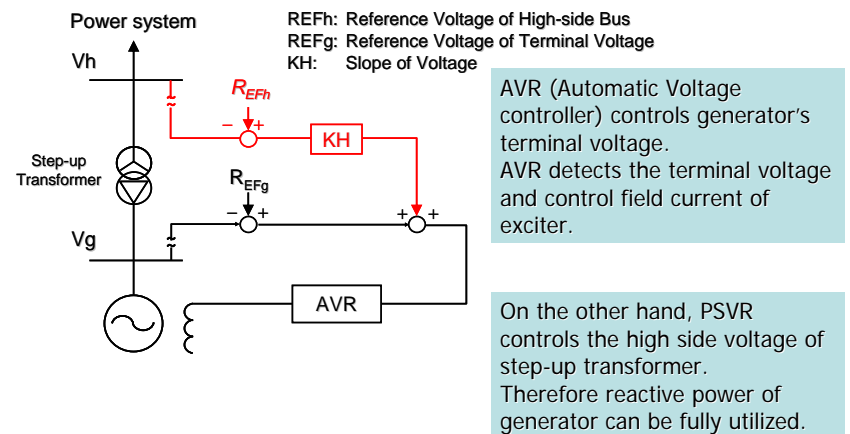 Power system
REFh: Reference Voltage of High-side Bus
REFg: Reference Voltage of Terminal Voltage
KH: Slope of Voltage
Vh
REFh
− +
KH
Step-up
Transformer
REFg
− +
+ +
Vg
AVR
AVR (Automatic Voltage
controller) controls generator's
terminal voltage.
AVR detects the terminal voltage
and control field current of
exciter.
On the other hand, PSVR
controls the high side voltage of
step-up transformer.
Therefore reactive power of
generator can be fully utilized.